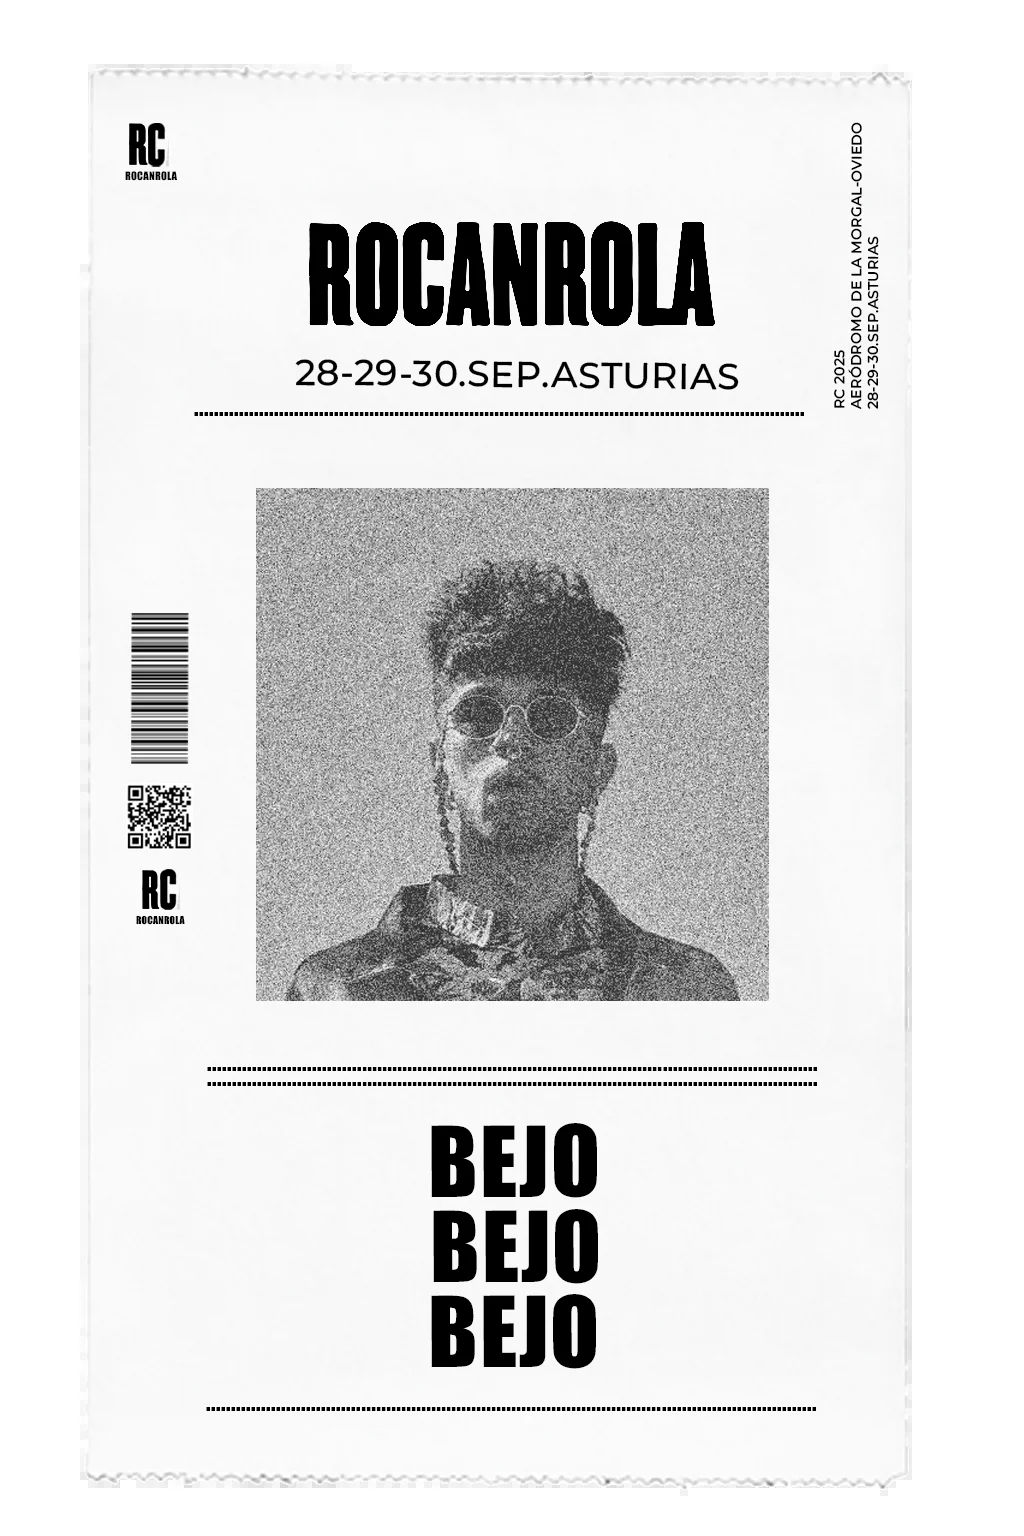 RC
ROCANROLA
RC 2025
AERÓDROMO DE LA MORGAL-OVIEDO
28-29-30.SEP.ASTURIAS
ROCANROLA
28-29-30.SEP.ASTURIAS
RC
ROCANROLA
BEJO
BEJO
BEJO